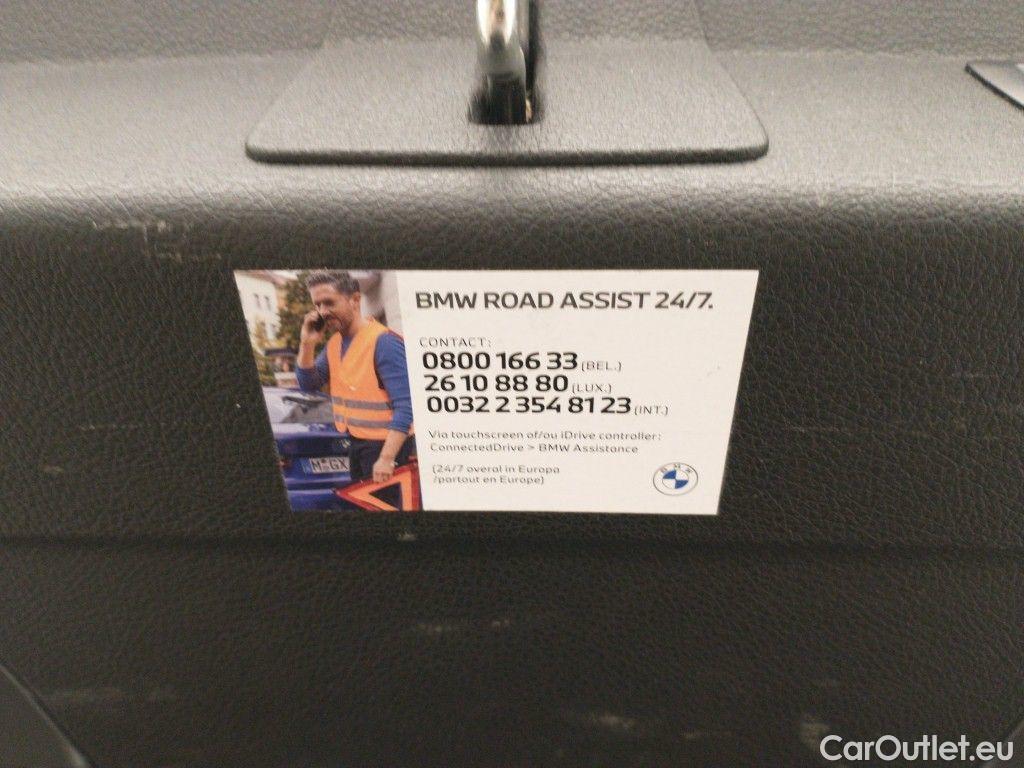 BMW ROAD ASSIST 24/7.
CONTACT:
0800 166 33 (BEL.)
26 10 88 80 (LUX.)
0032 2 354 81 23 (INT.)
Via touchscreen of/ou iDrive controller:
ConnectedDrive > BMW Assistance
(24/7 overal in Europa
/partout en Europe)
BMW
M GX
CarOutlet.eu